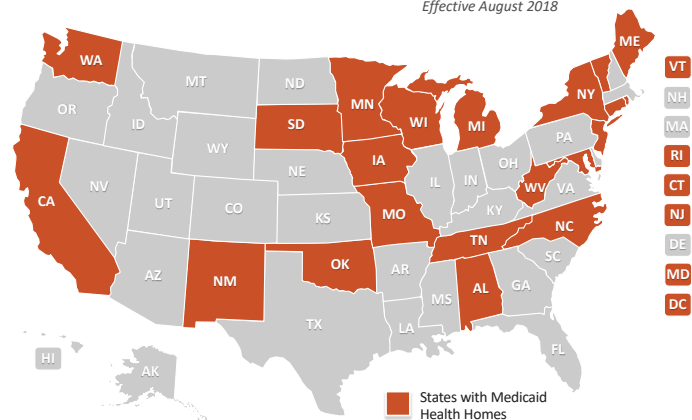 Effective August 2018
ME
WA
VT
MT
ND
MN
NY
NH
OR
ID
SD
WI
MI
MA
WY
IA
PA
RI
NE
IL
IN
OH
CT
CA
NV
UT
CO
KS
MO
KY
WV
VA
NJ
AZ
NM
OK
AR
TN
NC
DE
TX
LA
MS
AL
GA
SC
MD
DC
FL
HI
AK
States with Medicaid
Health Homes